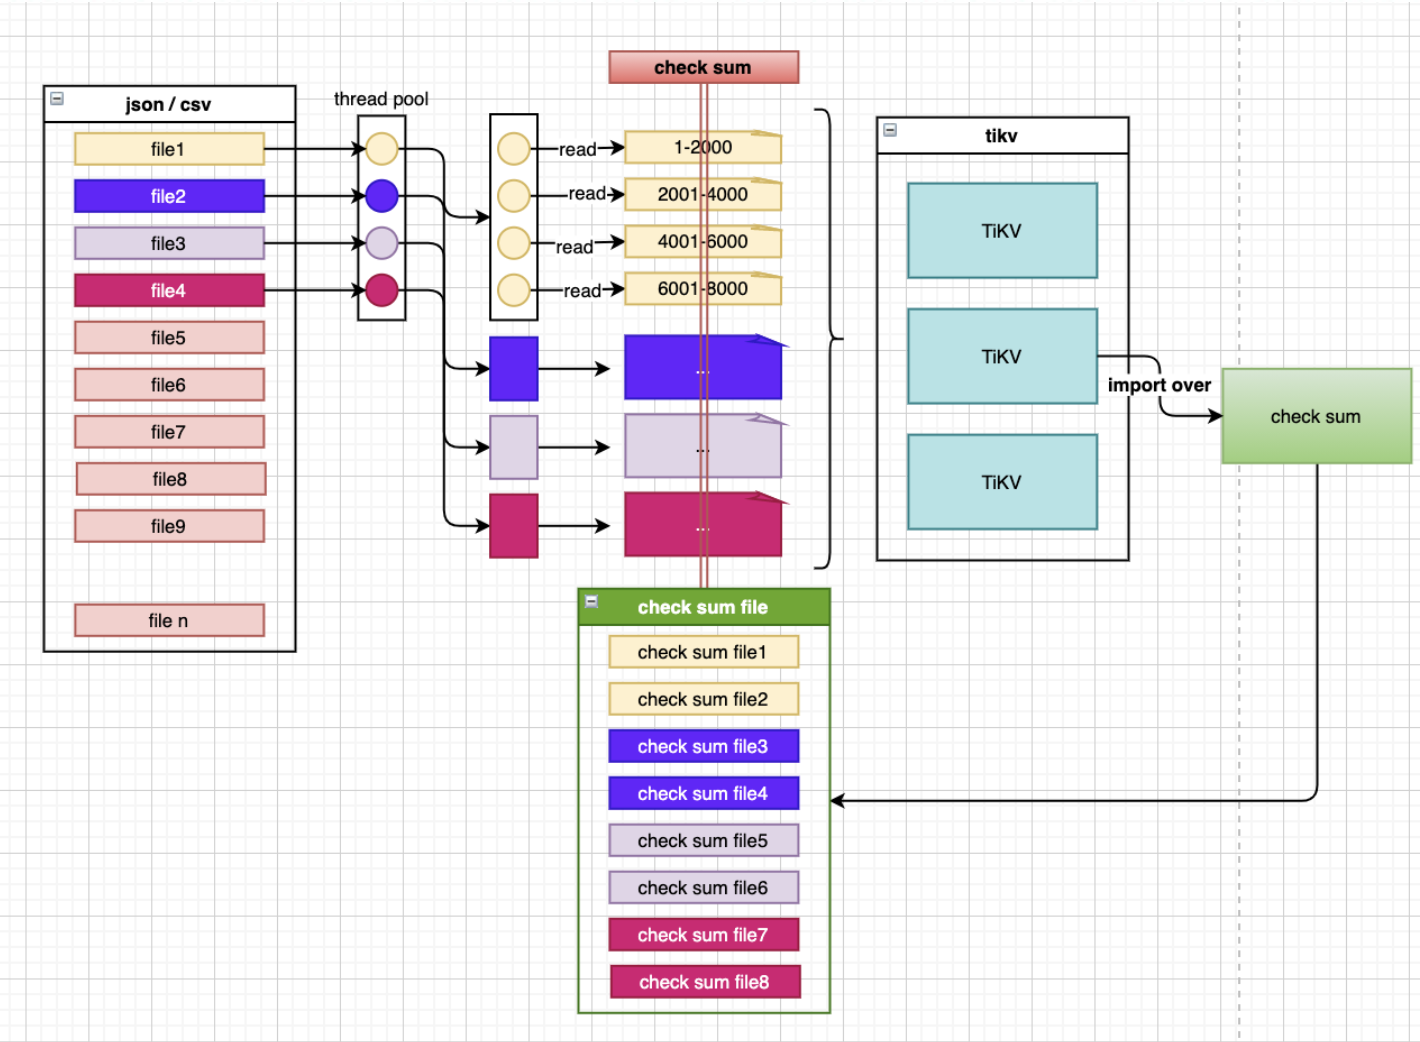 check sum
json / csv
thread pool
file1
file2
file3
file4
file5
file6
file7
file8
file9
file n
read
1-2000
read
2001-4000
read
4001-6000
read
6001-8000
...
...
...
tikv
TiKV
TiKV
TiKV
import over
check sum
check sum file
check sum file1
check sum file2
check sum file3
check sum file4
check sum file5
check sum file6
check sum file7
check sum file8